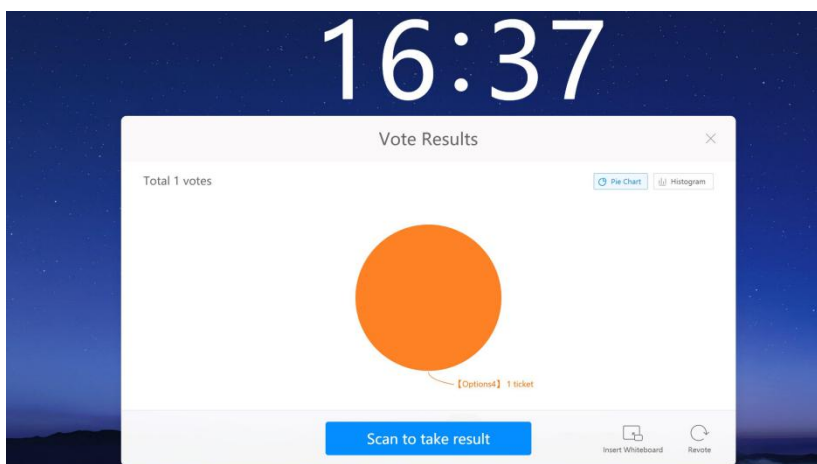 16:37
Vote Results
Total 1 votes
Pie Chart
Histogram
【Options4】 1 ticket
Scan to take result
Insert Whiteboard
Revote